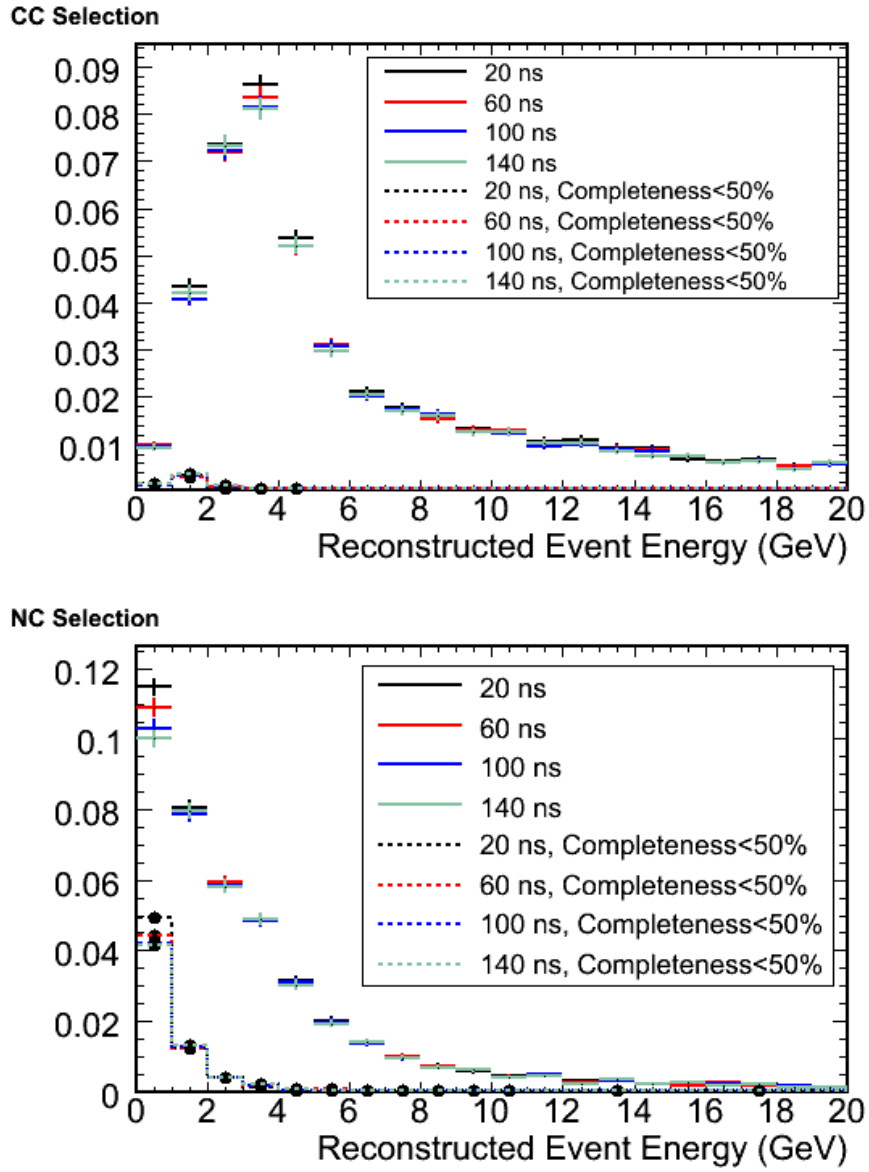 CC Selection
0.09
0.08
0.07
0.06
0.05
0.04
0.03
0.02
0.01
20 ns
60 ns
100 ns
140 ns
20 ns, Completeness<50%
60 ns, Completeness<50%
100 ns, Completeness<50%
140 ns, Completeness<50%
0 2 4 6 8 10 12 14 16 18 20
Reconstructed Event Energy (GeV)
NC Selection
0.12
0.1
0.08
0.06
0.04
0.02
0
20 ns
60 ns
100 ns
140 ns
20 ns, Completeness<50%
60 ns, Completeness<50%
100 ns, Completeness<50%
140 ns, Completeness<50%
0 2 4 6 8 10 12 14 16 18 20
Reconstructed Event Energy (GeV)